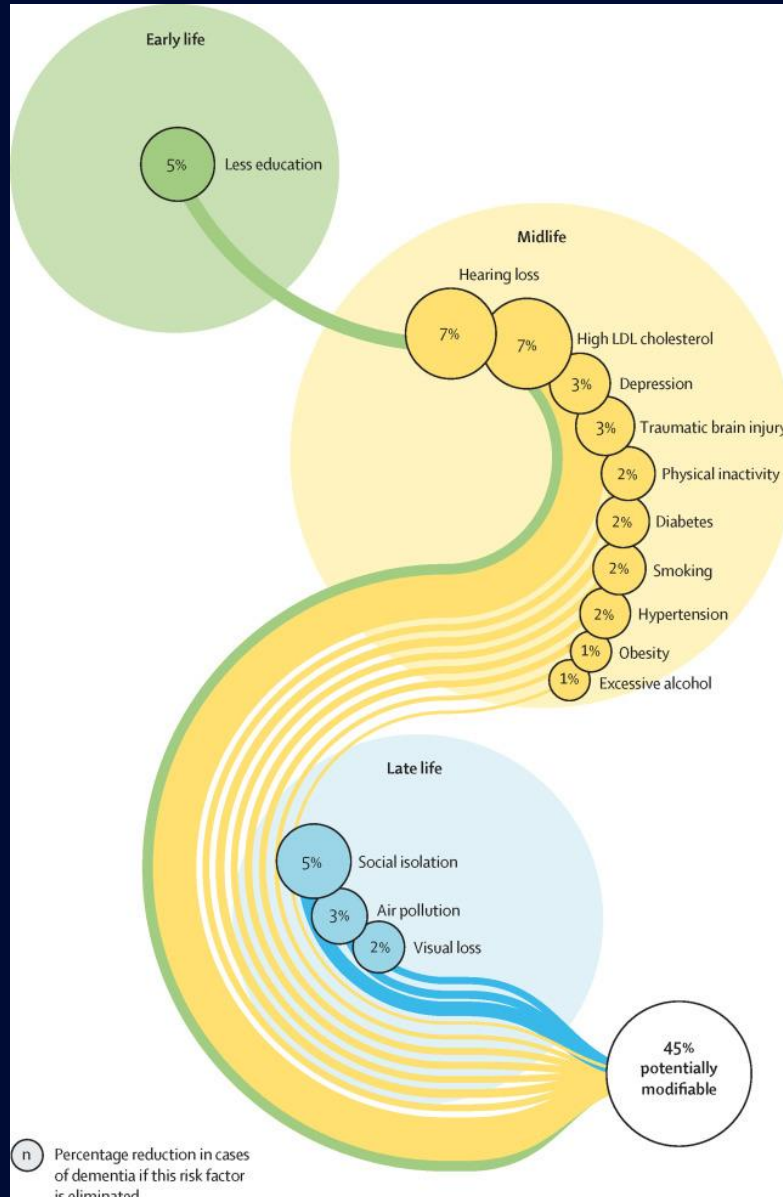 Early life
5%
Less education
Midlife
Hearing loss
7%
7%
High LDL cholesterol
3%
Depression
3%
Traumatic brain injury
2%
Physical inactivity
2%
Diabetes
2%
Smoking
2%
Hypertension
1%
Obesity
1%
Excessive alcohol
Late life
5%
Social isolation
3%
Air pollution
2%
Visual loss
45%
potentially
modifiable
n
Percentage reduction in cases
of dementia if this risk factor
is eliminated